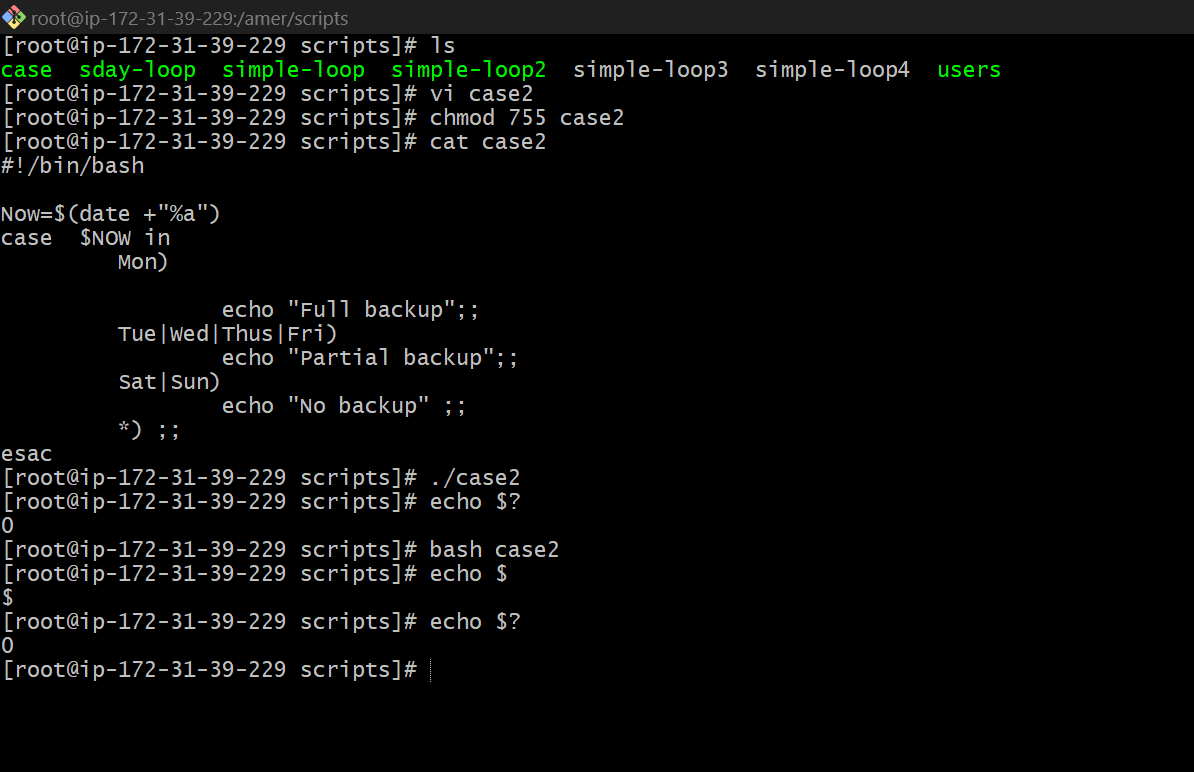 root@ip-172-31-39-229:/amer/scripts
[root@ip-172-31-39-229 scripts]# ls
case  sday-loop  simple-loop  simple-loop2  simple-loop3  simple-loop4  users
[root@ip-172-31-39-229 scripts]# vi case2
[root@ip-172-31-39-229 scripts]# chmod 755 case2
[root@ip-172-31-39-229 scripts]# cat case2
#!/bin/bash

Now=$(date +"%a")
case  $NOW in
         Mon)

                 echo "Full backup";;
         Tue|Wed|Thus|Fri)
                 echo "Partial backup";;
         Sat|Sun)
                 echo "No backup" ;;
         *) ;;
esac
[root@ip-172-31-39-229 scripts]# ./case2
[root@ip-172-31-39-229 scripts]# echo $?
0
[root@ip-172-31-39-229 scripts]# bash case2
[root@ip-172-31-39-229 scripts]# echo $
$
[root@ip-172-31-39-229 scripts]# echo $?
0
[root@ip-172-31-39-229 scripts]#